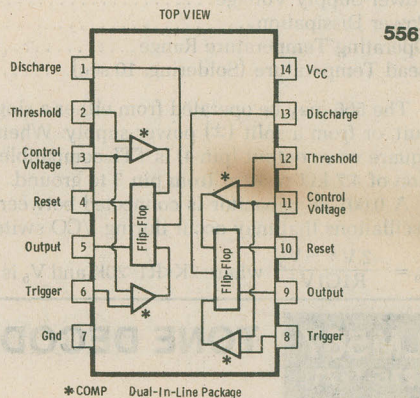 TOP VIEW
556
Discharge 1
Threshold 2
Control Voltage 3
Reset 4
Output 5
Trigger 6
Gnd 7
14 VCC
13 Discharge
12 Threshold
11 Control Voltage
10 Reset
9 Output
8 Trigger
*
*
*
*
Flip-Flop
Flip-Flop
*COMP Dual-In-Line Package